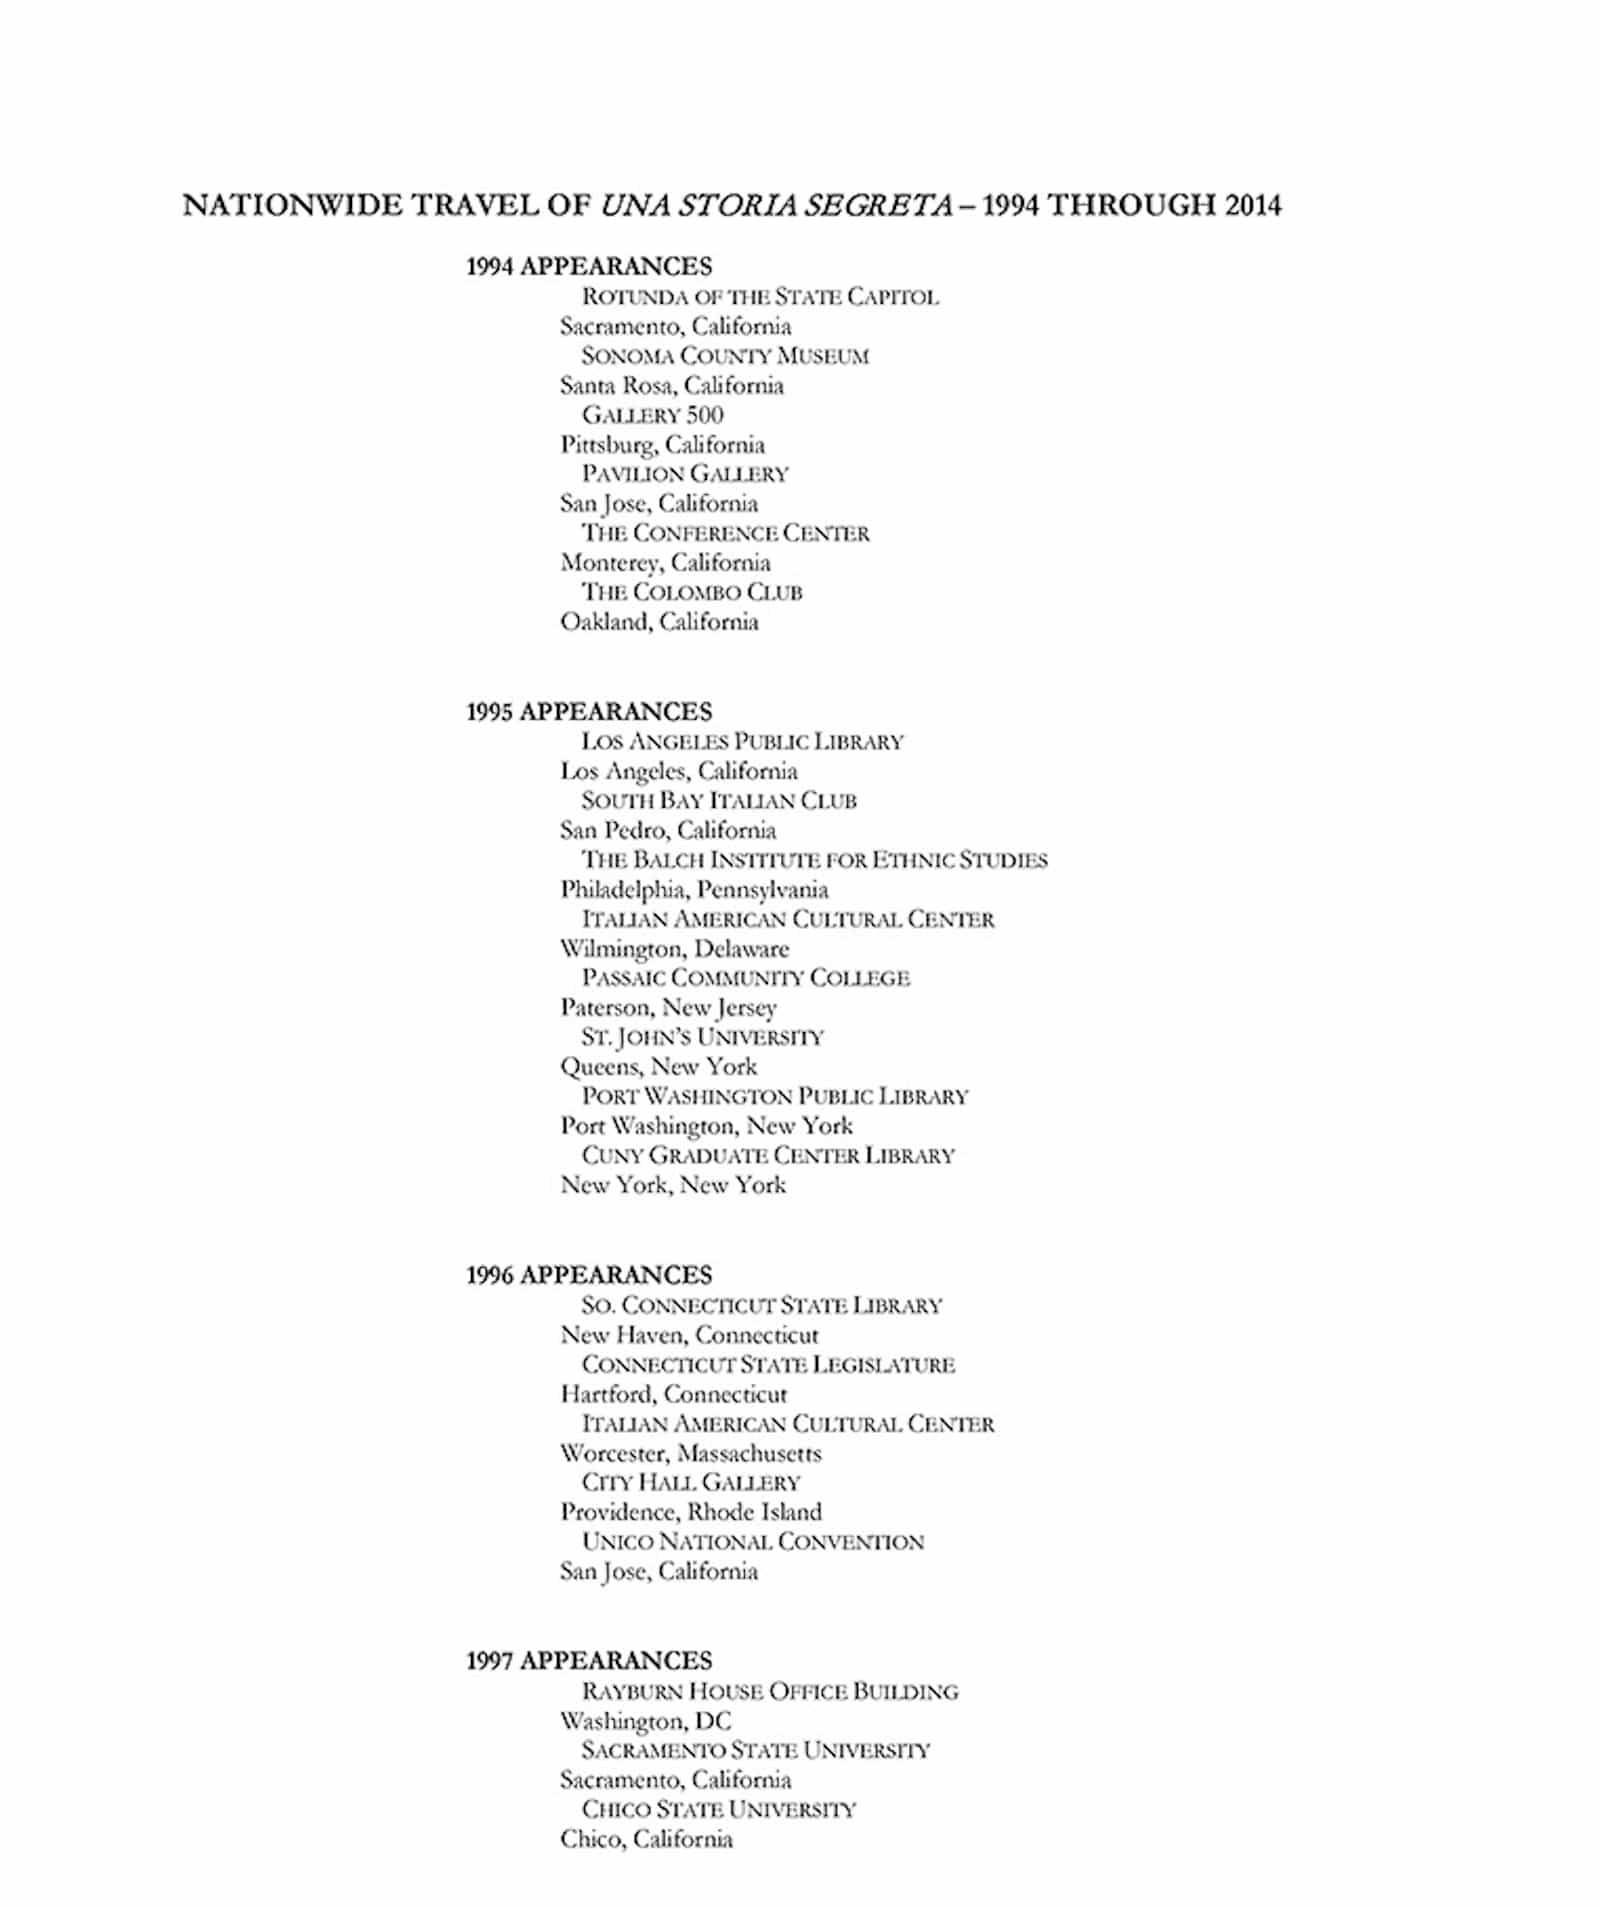 NATIONWIDE TRAVEL OF UNA STORIA SEGRETA – 1994 THROUGH 2014
1994 APPEARANCES
ROTUNDA OF THE STATE CAPITOL
Sacramento, California
SONOMA COUNTY MUSEUM
Santa Rosa, California
GALLERY 500
Pittsburg, California
PAVILION GALLERY
San Jose, California
THE CONFERENCE CENTER
Monterey, California
THE COLOMBO CLUB
Oakland, California
1995 APPEARANCES
LOS ANGELES PUBLIC LIBRARY
Los Angeles, California
SOUTH BAY ITALIAN CLUB
San Pedro, California
THE BALCH INSTITUTE FOR ETHNIC STUDIES
Philadelphia, Pennsylvania
ITALIAN AMERICAN CULTURAL CENTER
Wilmington, Delaware
PASSAIC COMMUNITY COLLEGE
Paterson, New Jersey
ST. JOHN'S UNIVERSITY
Queens, New York
PORT WASHINGTON PUBLIC LIBRARY
Port Washington, New York
CUNY GRADUATE CENTER LIBRARY
New York, New York
1996 APPEARANCES
SO. CONNECTICUT STATE LIBRARY
New Haven, Connecticut
CONNECTICUT STATE LEGISLATURE
Hartford, Connecticut
ITALIAN AMERICAN CULTURAL CENTER
Worcester, Massachusetts
CITY HALL GALLERY
Providence, Rhode Island
UNICO NATIONAL CONVENTION
San Jose, California
1997 APPEARANCES
RAYBURN HOUSE OFFICE BUILDING
Washington, DC
SACRAMENTO STATE UNIVERSITY
Sacramento, California
CHICO STATE UNIVERSITY
Chico, California